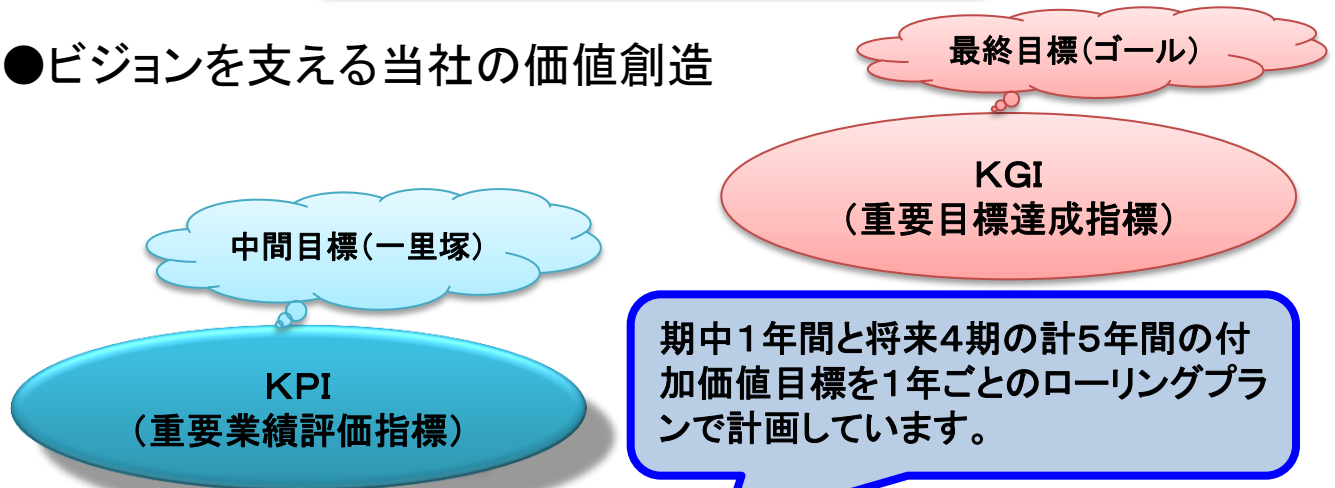 ●ビジョンを支える当社の価値創造
最終目標（ゴール）
ＫＧＩ
（重要目標達成指標）
中間目標（一里塚）
ＫＰＩ
（重要業績評価指標）
期中１年間と将来４期の計５年間の付
加価値目標を１年ごとのローリングプラ
ンで計画しています。